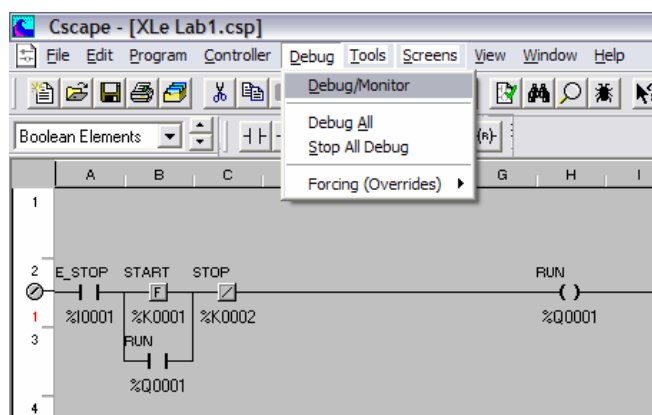 Cscape - [XLe Lab1.csp]
File Edit Program Controller Debug Tools Screens View Window Help
Debug/Monitor
Debug All
Stop All Debug
Forcing (Overrides)
Boolean Elements
(R)
A B C G H I
1
2 E_STOP START STOP RUN
F
1 %I0001 %K0001 %K0002 %Q0001
3 RUN
%Q0001
4